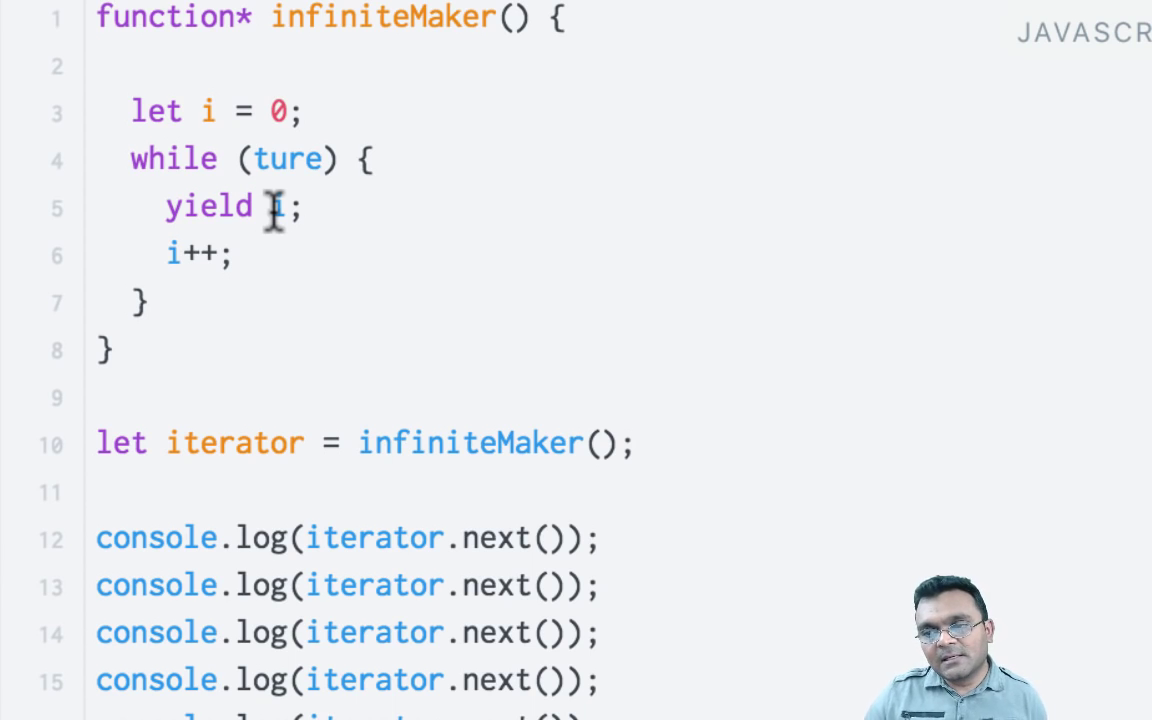 1 function* infiniteMaker() {
JAVASCR
2
3 let i = 0;
4 while (ture) {
5 yield i;
6 i++;
7 }
8 }
9
10 let iterator = infiniteMaker();
11
12 console.log(iterator.next());
13 console.log(iterator.next());
14 console.log(iterator.next());
15 console.log(iterator.next());